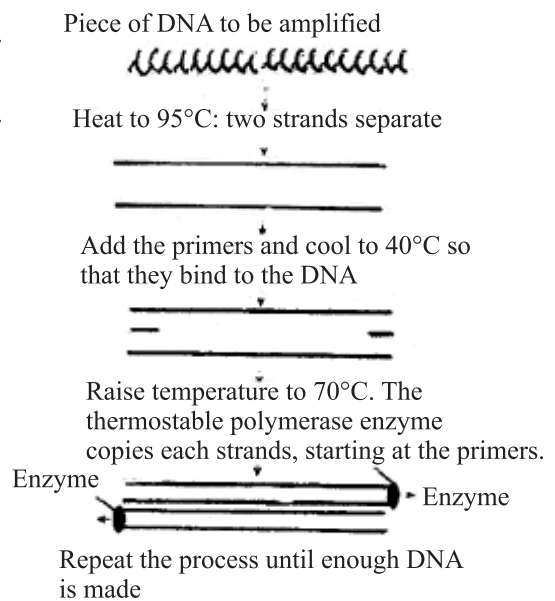 Piece of DNA to be amplified
Heat to 95°C: two strands separate
Add the primers and cool to 40°C so
that they bind to the DNA
Raise temperature to 70°C. The
thermostable polymerase enzyme
copies each strands, starting at the primers.
Enzyme
Enzyme
Repeat the process until enough DNA
is made